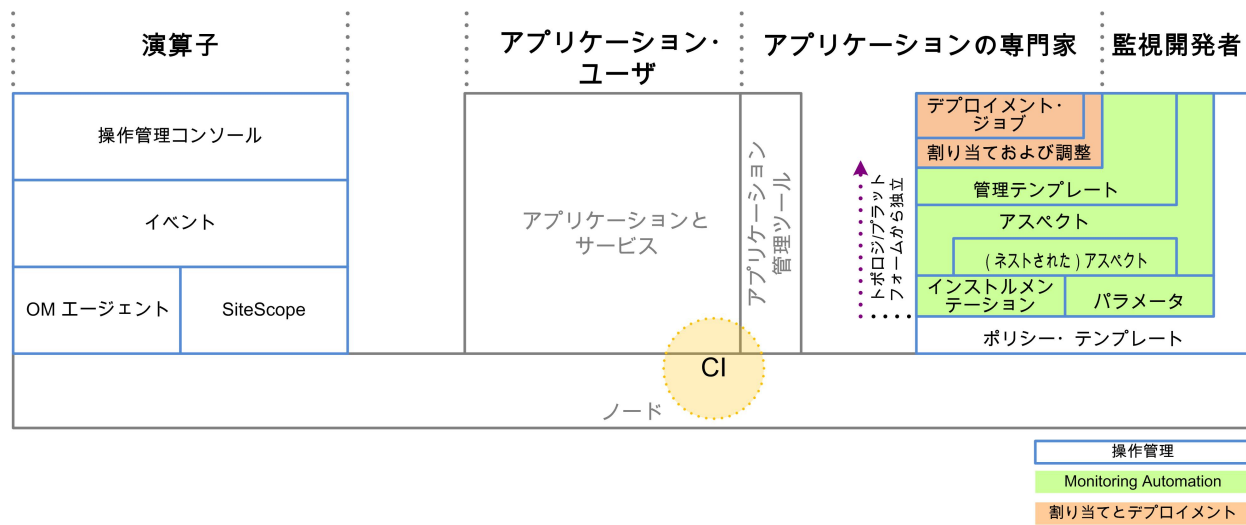 演算子
アプリケーション・
ユーザ
アプリケーションの専門家
監視開発者
操作管理コンソール
イベント
OM エージェント
SiteScope
アプリケーションと
サービス
アプリケーション
管理ツール
トポロジ/プラット
フォームから独立
デプロイメント・
ジョブ
割り当ておよび調整
管理テンプレート
アスペクト
(ネストされた) アスペクト
インストルメン
テーション
パラメータ
ポリシー・テンプレート
CI
ノード
操作管理
Monitoring Automation
割り当てとデプロイメント